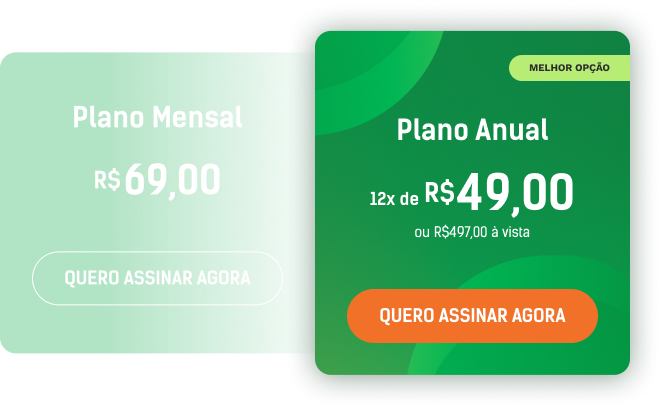 Plano Mensal
R$69,00
QUERO ASSINAR AGORA
MELHOR OPÇÃO
Plano Anual
12x de R$49,00
ou R$497,00 à vista
QUERO ASSINAR AGORA